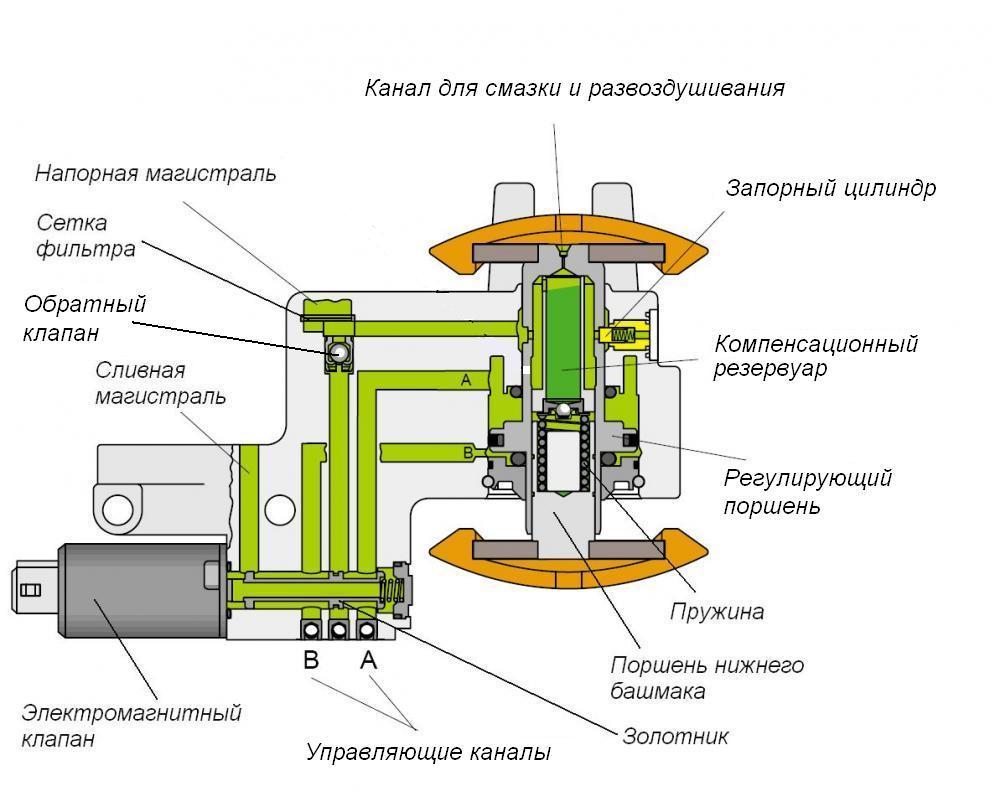 Канал для смазки и развоздушивания
Напорная магистраль
Запорный цилиндр
Сетка
фильтра
Обратный
клапан
Компенсационный
резервуар
Сливная
магистраль
A
B
Регулирующий
поршень
Пружина
B
A
Поршень нижнего
башмака
Электромагнитный
клапан
Золотник
Управляющие каналы